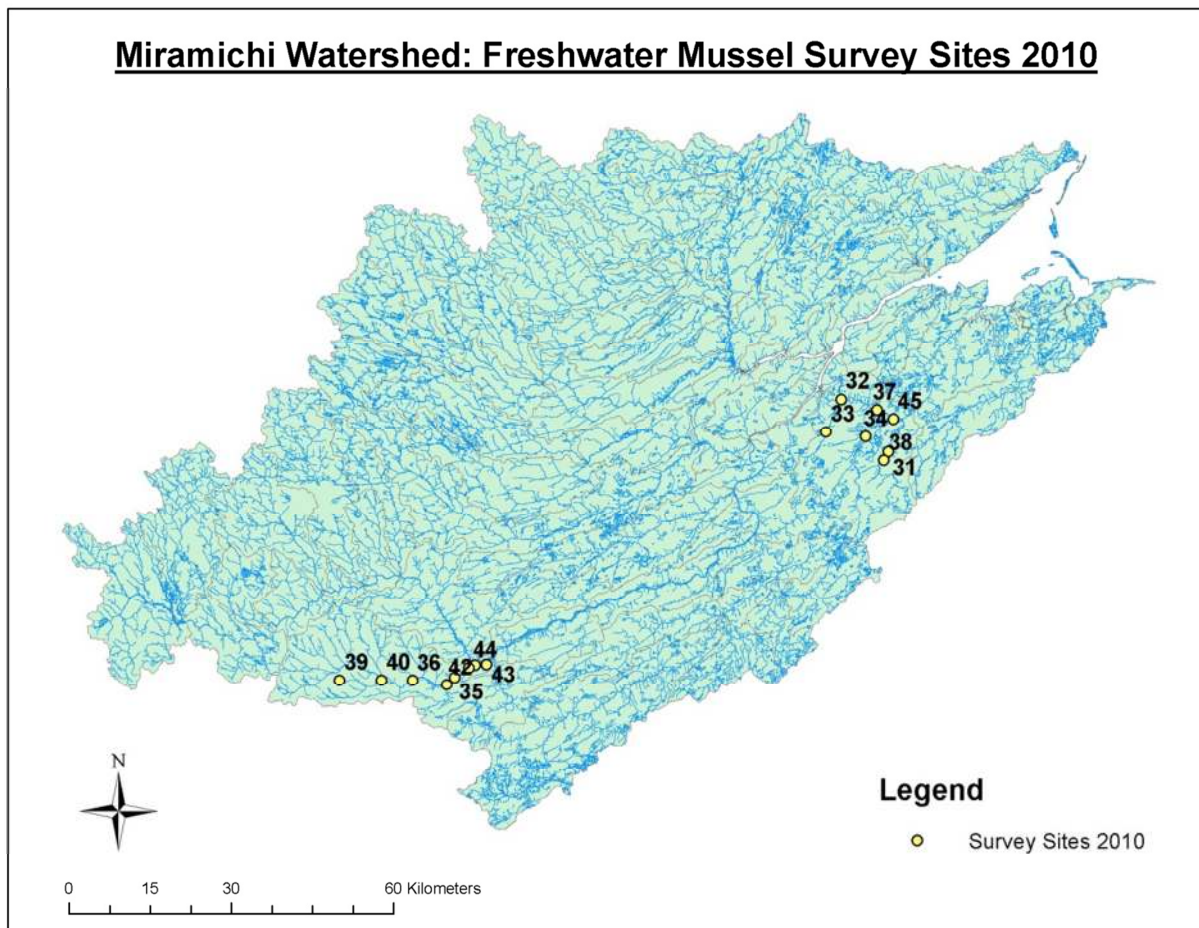 Miramichi Watershed: Freshwater Mussel Survey Sites 2010
32
37
45
33
34
38
31
44
39
40
36
42
43
35
N
Legend
Survey Sites 2010
0 15 30 60 Kilometers